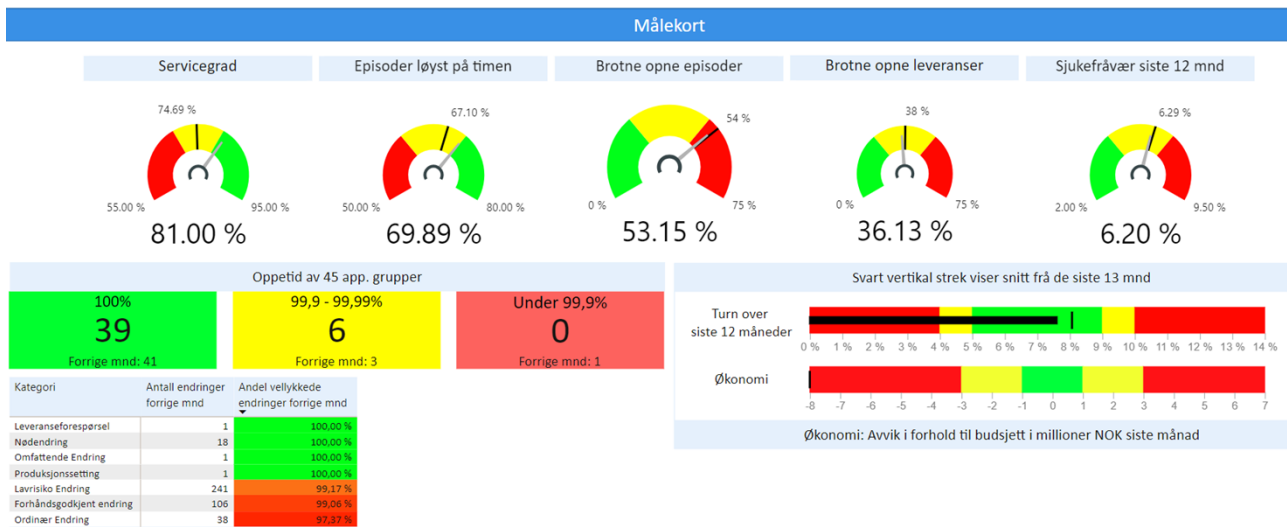 Målekort
Servicegrad
Episoder løyst på timen
Brotne opne episoder
Brotne opne leveranser
Sjukefråvær siste 12 mnd
74.69 %
55.00 %
95.00 %
81.00 %
67.10 %
50.00 %
80.00 %
69.89 %
54 %
0 %
75 %
53.15 %
38 %
0 %
75 %
36.13 %
6.29 %
2.00 %
9.50 %
6.20 %
Oppetid av 45 app. grupper
100%
39
Forrige mnd: 41
99,9 - 99,99%
6
Forrige mnd: 3
Under 99,9%
0
Forrige mnd: 1
Kategori
Antall endringer
forrige mnd
Andel vellykkede
endringer forrige mnd
Leveranseforespørsel 1 100,00 %
Nødendring 18 100,00 %
Omfattende Endring 1 100,00 %
Produksjonssetting 1 100,00 %
Lavrisiko Endring 241 99,17 %
Forhåndsgodkjent endring 106 99,06 %
Ordinær Endring 38 97,37 %
Svart vertikal strek viser snitt frå de siste 13 mnd
Turn over
siste 12 måneder
0 % 1 % 2 % 3 % 4 % 5 % 6 % 7 % 8 % 9 % 10 % 11 % 12 % 13 % 14 %
Økonomi
-8 -7 -6 -5 -4 -3 -2 -1 0 1 2 3 4 5 6 7
Økonomi: Avvik i forhold til budsjett i millioner NOK siste månad